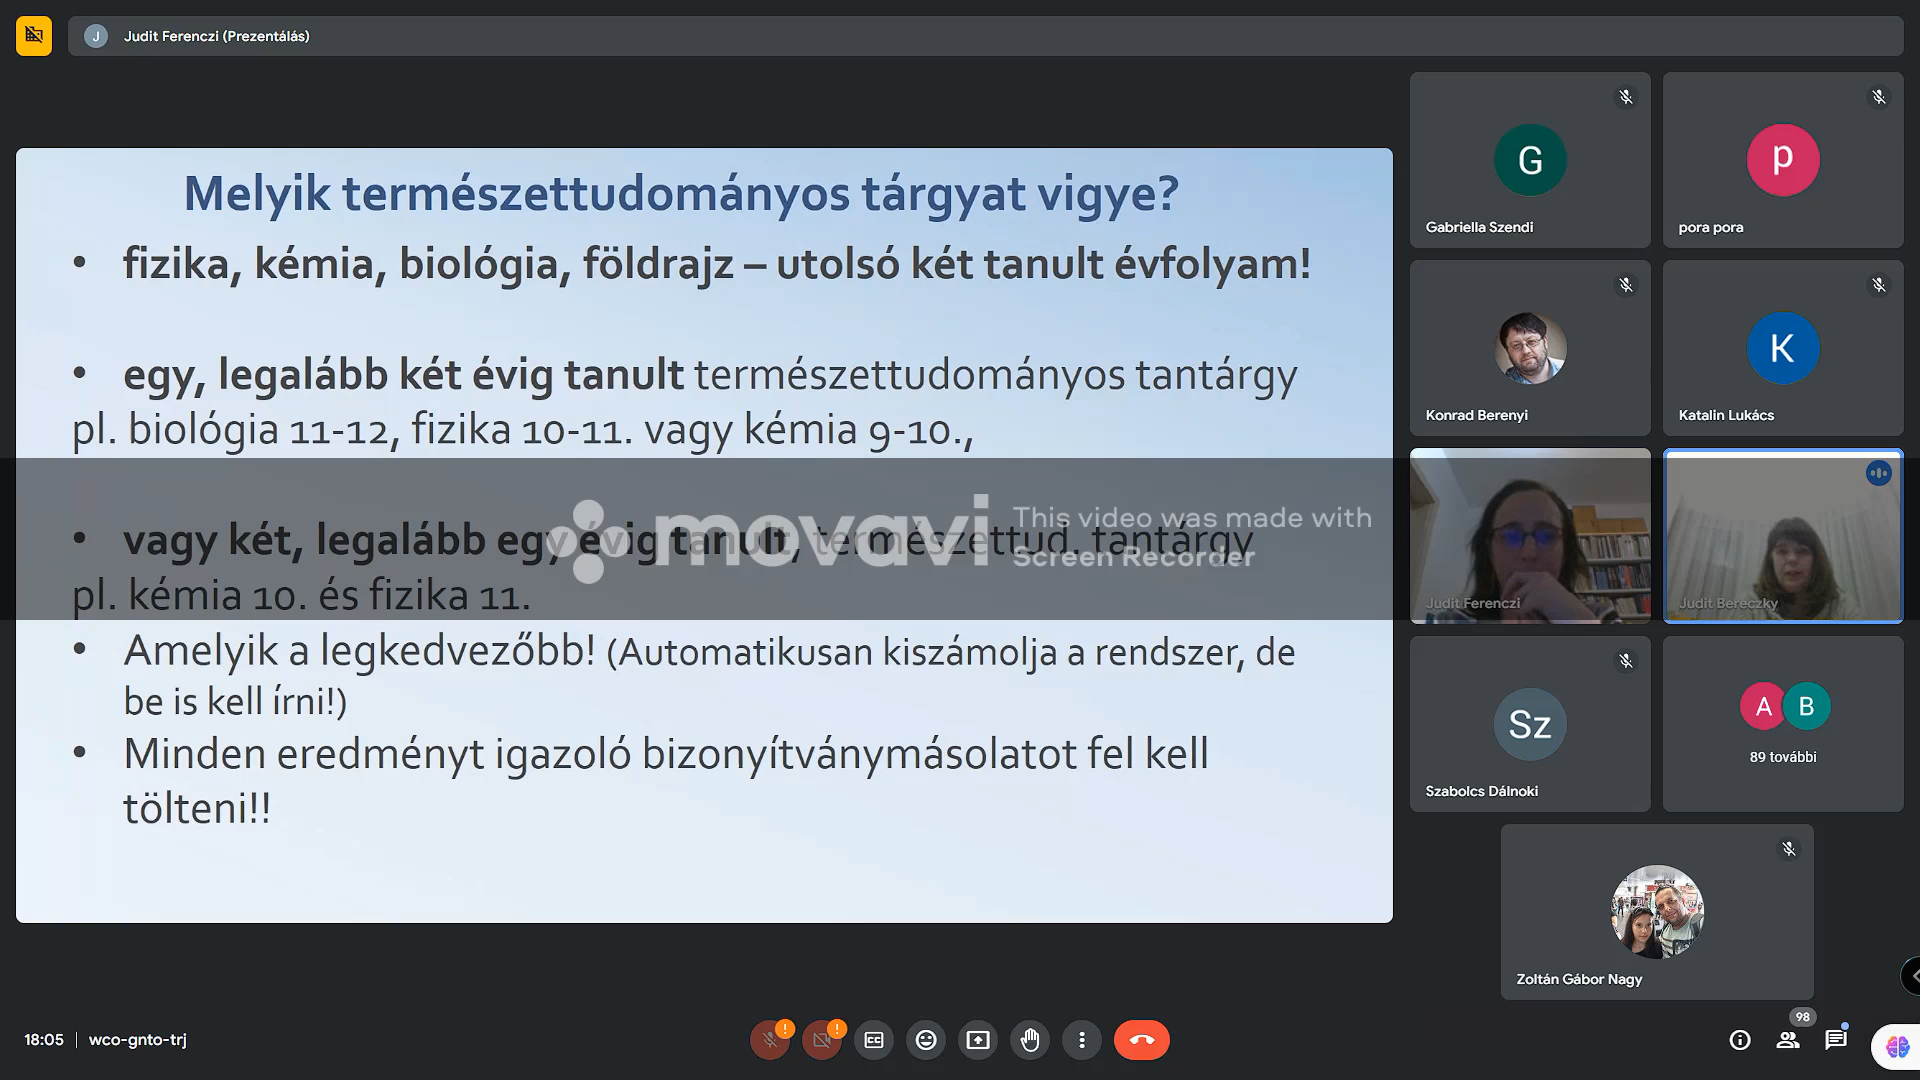 J Judit Ferenczi (Prezentálás)
Melyik természettudományos tárgyat vigye?
• fizika, kémia, biológia, földrajz – utolsó két tanult évfolyam!
• egy, legalább két évig tanult természettudományos tantárgy
pl. biológia 11-12, fizika 10-11. vagy kémia 9-10.,
• vagy két, legalább egy évig tanult, természettud. tantárgy
pl. kémia 10. és fizika 11.
• Amelyik a legkedvezőbb! (Automatikusan kiszámolja a rendszer, de
be is kell írni!)
• Minden eredményt igazoló bizonyítványmásolatot fel kell
tölteni!!
movavi
This video was made with
Screen Recorder
G
Gabriella Szendi
p
pora pora
Konrad Berenyi
K
Katalin Lukács
Judit Ferenczi
Judit Bereczky
Sz
Szabolcs Dálnoki
A B
89 további
Zoltán Gábor Nagy
18:05 | wco-gnto-trj
98